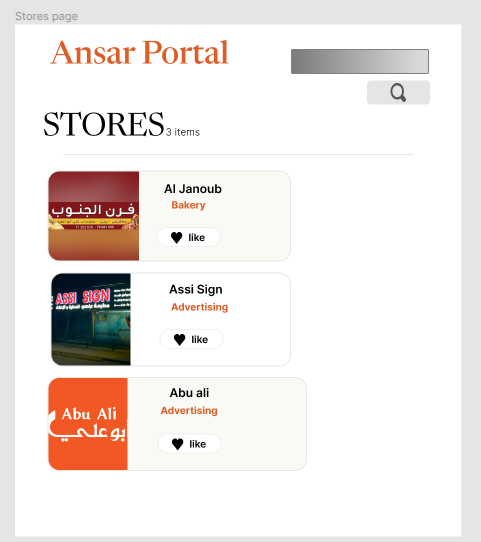 Stores page
Ansar Portal
STORES 3 items
فرن الجنوب
Al Janoub
Bakery
like
ASSI SIGN
Assi Sign
Advertising
like
Abu Ali
أبو علي
Abu ali
Advertising
like